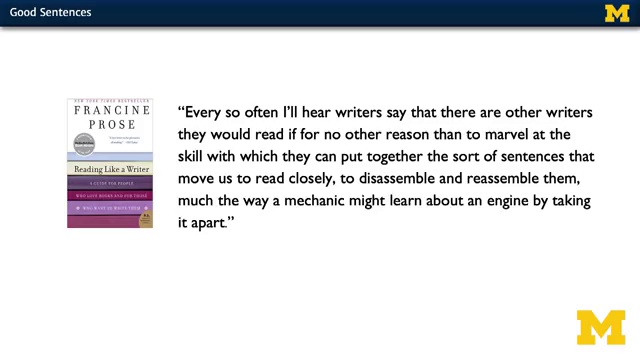 Good Sentences
M
NEW YORK TIMES BESTSELLER
FRANCINE
PROSE
Reading Like a Writer
A GUIDE FOR PEOPLE
WHO LOVE BOOKS AND FOR THOSE
WHO WANT TO WRITE THEM
P.S.
“Every so often I’ll hear writers say that there are other writers
they would read if for no other reason than to marvel at the
skill with which they can put together the sort of sentences that
move us to read closely, to disassemble and reassemble them,
much the way a mechanic might learn about an engine by taking
it apart.”
M